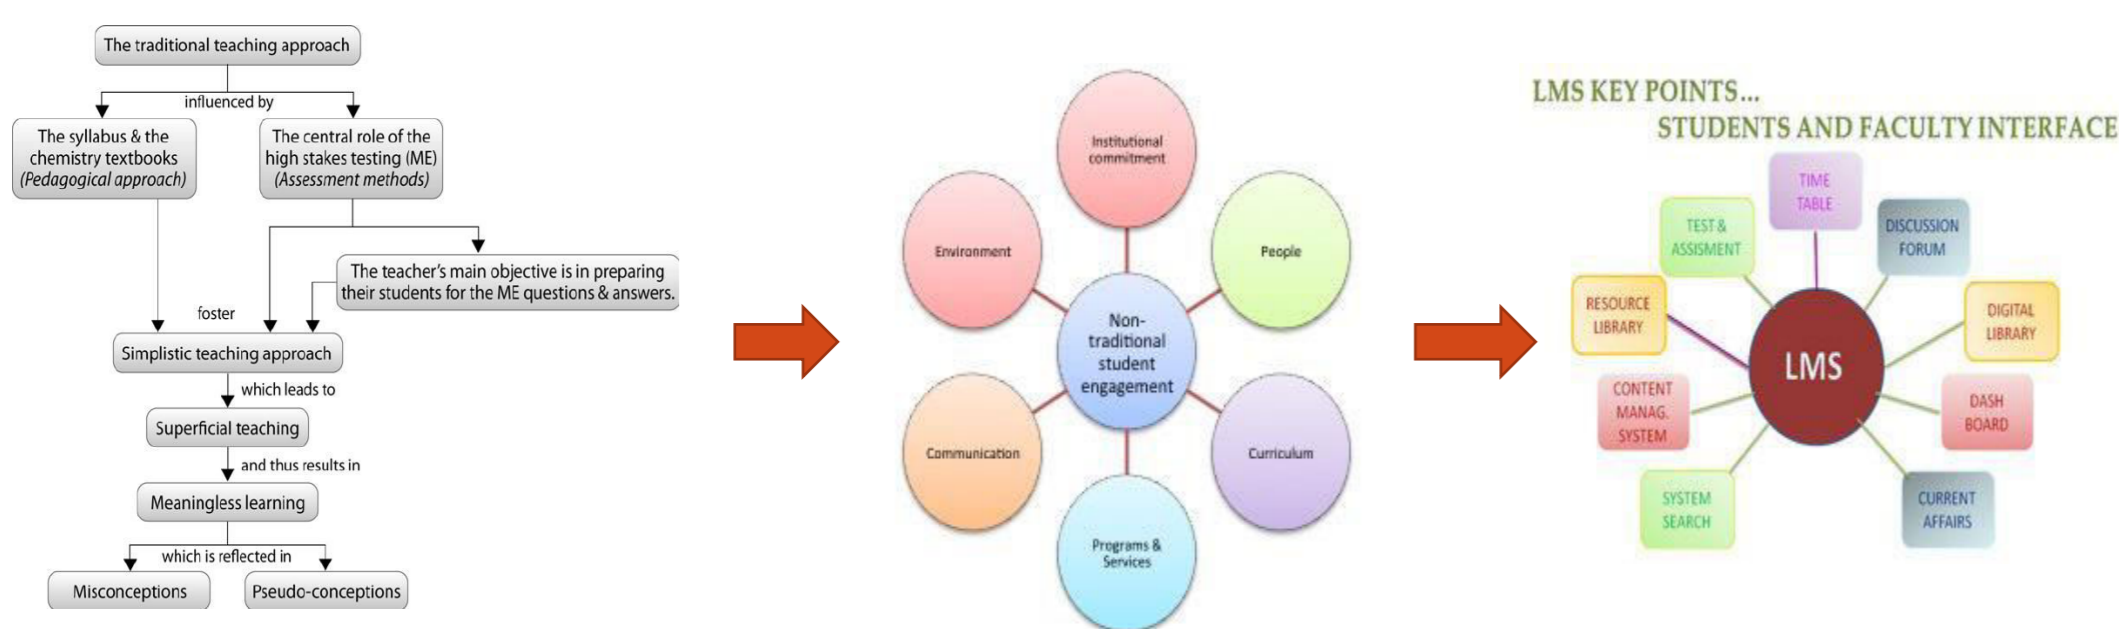 The traditional teaching approach
influenced by
The syllabus & the
chemistry textbooks
(Pedagogical approach)
The central role of the
high stakes testing (ME)
(Assessment methods)
The teacher's main objective is in preparing
their students for the ME questions & answers.
foster
Simplistic teaching approach
which leads to
Superficial teaching
and thus results in
Meaningless learning
which is reflected in
Misconceptions
Pseudo-conceptions
Institutional
commitment
Environment
People
Non-
traditional
student
engagement
Communication
Curriculum
Programs &
Services
LMS KEY POINTS...
STUDENTS AND FACULTY INTERFACE
TIME
TABLE
TEST &
ASSISMENT
DISCUSSION
FORUM
RESOURCE
LIBRARY
DIGITAL
LIBRARY
LMS
CONTENT
MANAG.
SYSTEM
DASH
BOARD
SYSTEM
SEARCH
CURRENT
AFFAIRS